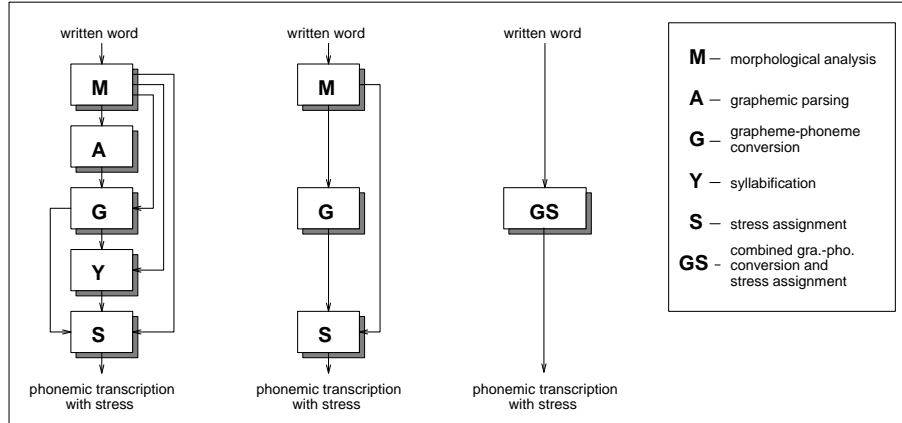 written word
M
A
G
Y
S
phonemic transcription
with stress
written word
M
G
S
phonemic transcription
with stress
written word
GS
phonemic transcription
with stress
M – morphological analysis
A – graphemic parsing
G – grapheme-phoneme
conversion
Y – syllabification
S – stress assignment
GS - combined gra.-pho.
conversion and
stress assignment